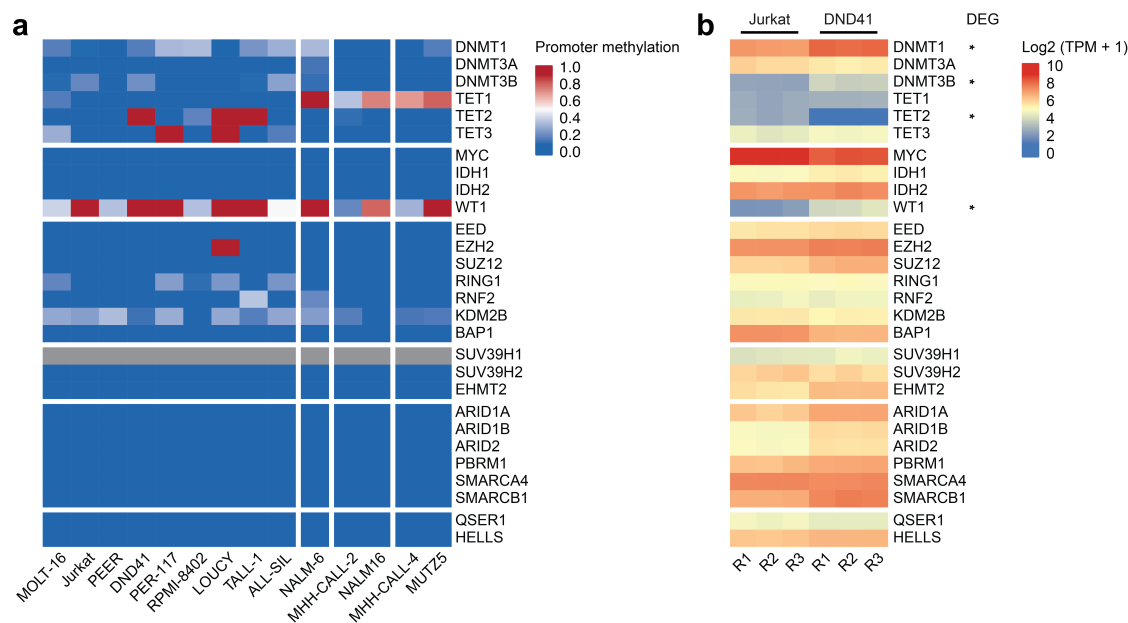 a
DNMT1
DNMT3A
DNMT3B
TET1
TET2
TET3
MYC
IDH1
IDH2
WT1
EED
EZH2
SUZ12
RING1
RNF2
KDM2B
BAP1
SUV39H1
SUV39H2
EHMT2
ARID1A
ARID1B
ARID2
PBRM1
SMARCA4
SMARCB1
QSER1
HELLS
MOLT-16
Jurkat
PEER
DND41
PER-117
RPMI-8402
LOUCY
TALL-1
ALL-SIL
NALM-6
MHH-CALL-2
NALM16
MHH-CALL-4
MUTZ5
Promoter methylation
1.0
0.8
0.6
0.4
0.2
0.0
b
Jurkat DND41 DEG
DNMT1 *
DNMT3A
DNMT3B *
TET1
TET2 *
TET3
MYC
IDH1
IDH2
WT1 *
EED
EZH2
SUZ12
RING1
RNF2
KDM2B
BAP1
SUV39H1
SUV39H2
EHMT2
ARID1A
ARID1B
ARID2
PBRM1
SMARCA4
SMARCB1
QSER1
HELLS
R1 R2 R3 R1 R2 R3
Log2 (TPM + 1)
10
8
6
4
2
0